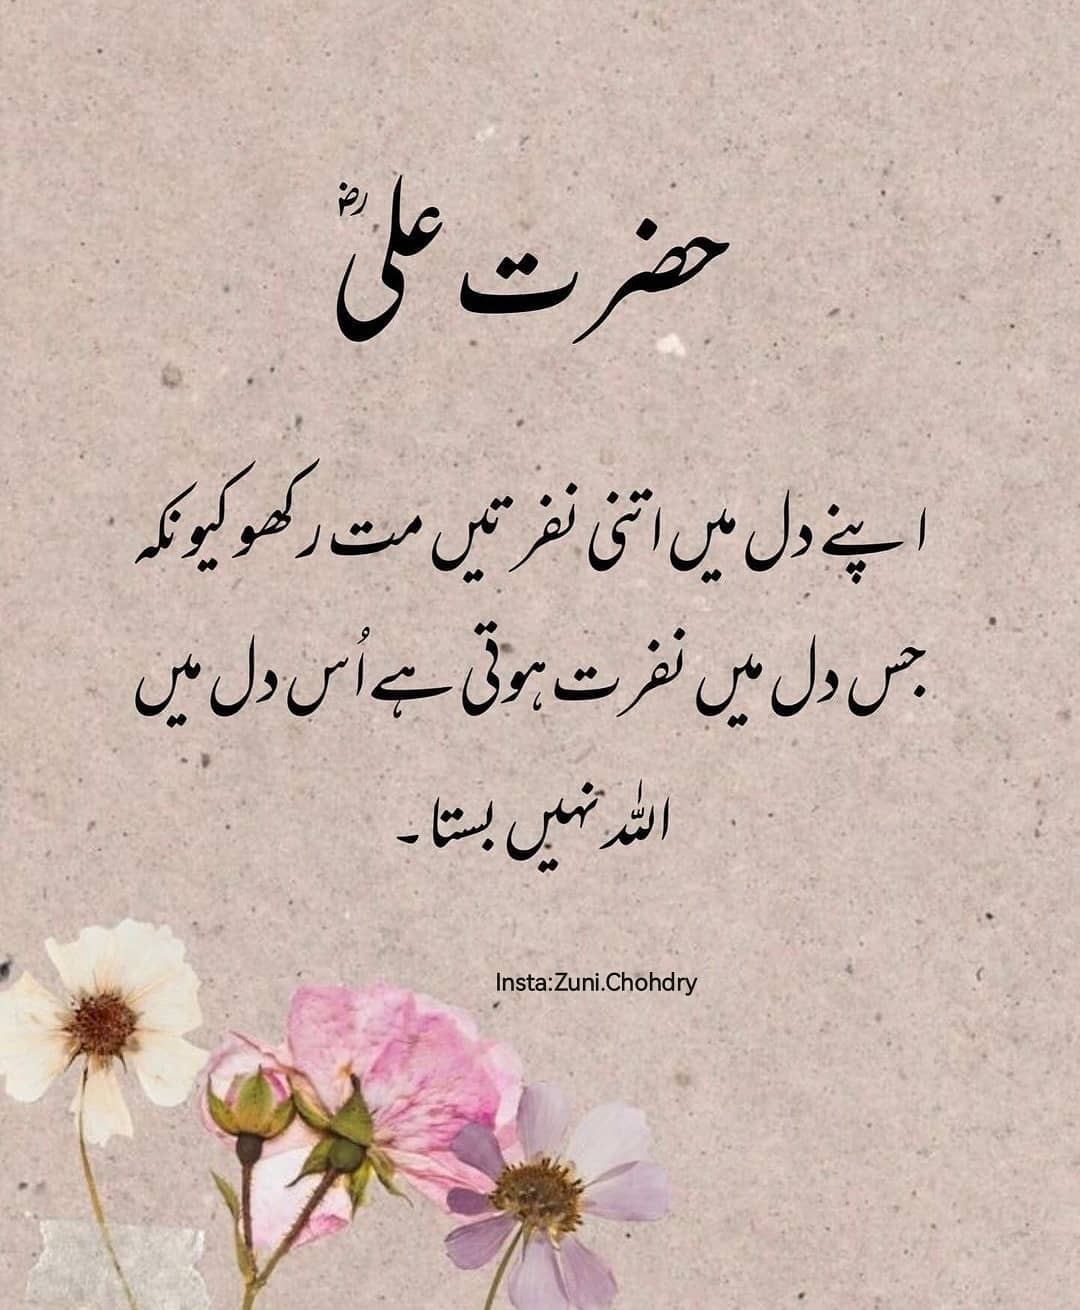 حضرت علیؓ
اپنے دل میں اتنی نفرتیں مت رکھو کیونکہ
جس دل میں نفرت ہوتی ہے اُس دل میں
اللہ نہیں بستا۔
Insta:Zuni.Chohdry